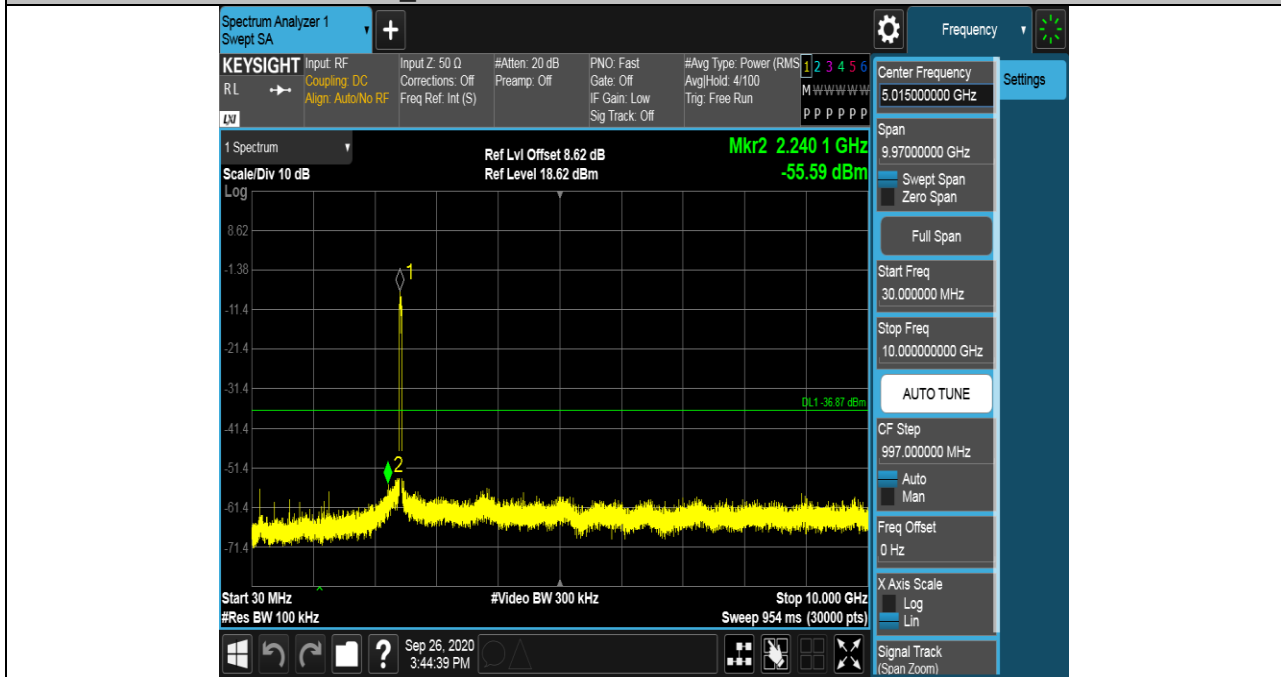 Spectrum Analyzer 1
Swept SA
+
Frequency
KEYSIGHT
RL
LXI
Input: RF
Coupling: DC
Align: Auto/No RF
Input Z: 50 Ω
Corrections: Off
Freq Ref: Int (S)
#Atten: 20 dB
Preamp: Off
PNO: Fast
Gate: Off
IF Gain: Low
Sig Track: Off
#Avg Type: Power (RMS
Avg|Hold: 4/100
Trig: Free Run
1 2 3 4 5 6
M W W W W W
P P P P P P
1 Spectrum
Scale/Div 10 dB
Ref Lvl Offset 8.62 dB
Ref Level 18.62 dBm
Mkr2 2.240 1 GHz
-55.59 dBm
Log
8.62
-1.38
-11.4
-21.4
-31.4
-41.4
-51.4
-61.4
-71.4
1
2
DL1 -36.87 dBm
Start 30 MHz
#Res BW 100 kHz
#Video BW 300 kHz
Stop 10.000 GHz
Sweep 954 ms (30000 pts)
Center Frequency
5.015000000 GHz
Settings
Span
9.97000000 GHz
Swept Span
Zero Span
Full Span
Start Freq
30.000000 MHz
Stop Freq
10.000000000 GHz
AUTO TUNE
CF Step
997.000000 MHz
Auto
Man
Freq Offset
0 Hz
X Axis Scale
Log
Lin
Signal Track
(Span Zoom)
?
Sep 26, 2020
3:44:39 PM